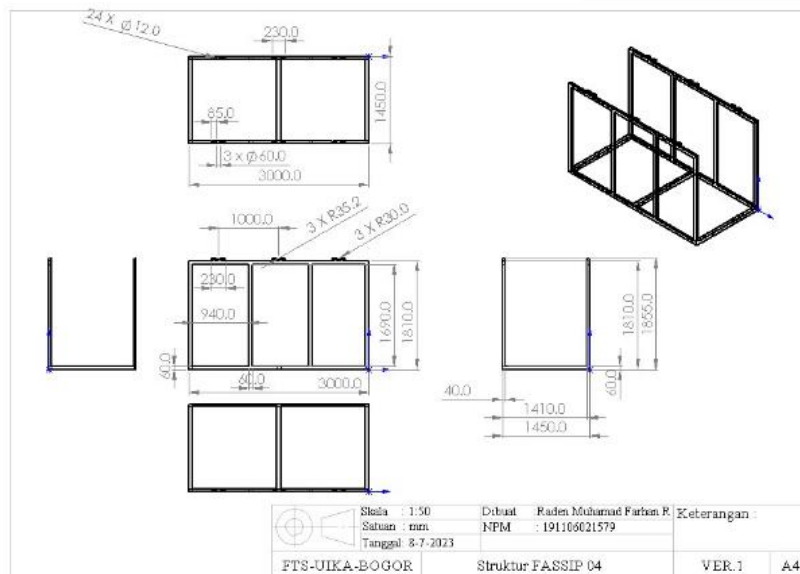 24 X Ø12.0
230.0
1450.0
85.0
3 x Ø60.0
3000.0
1000.0
3 X R35.2
3 X R30.0
230.0
940.0
1690.0
1810.0
60.0
60.0
3000.0
1810.0
1855.0
60.0
40.0
1410.0
1450.0
Skala : 1:50 Dibuat : Raden Muhamad Farhan R Keterangan :
Satuan : mm NPM : 191106021579
Tanggal: 8-7-2023
FTS-UIKA-BOGOR Struktur FASSIP 04 VER.1 A4